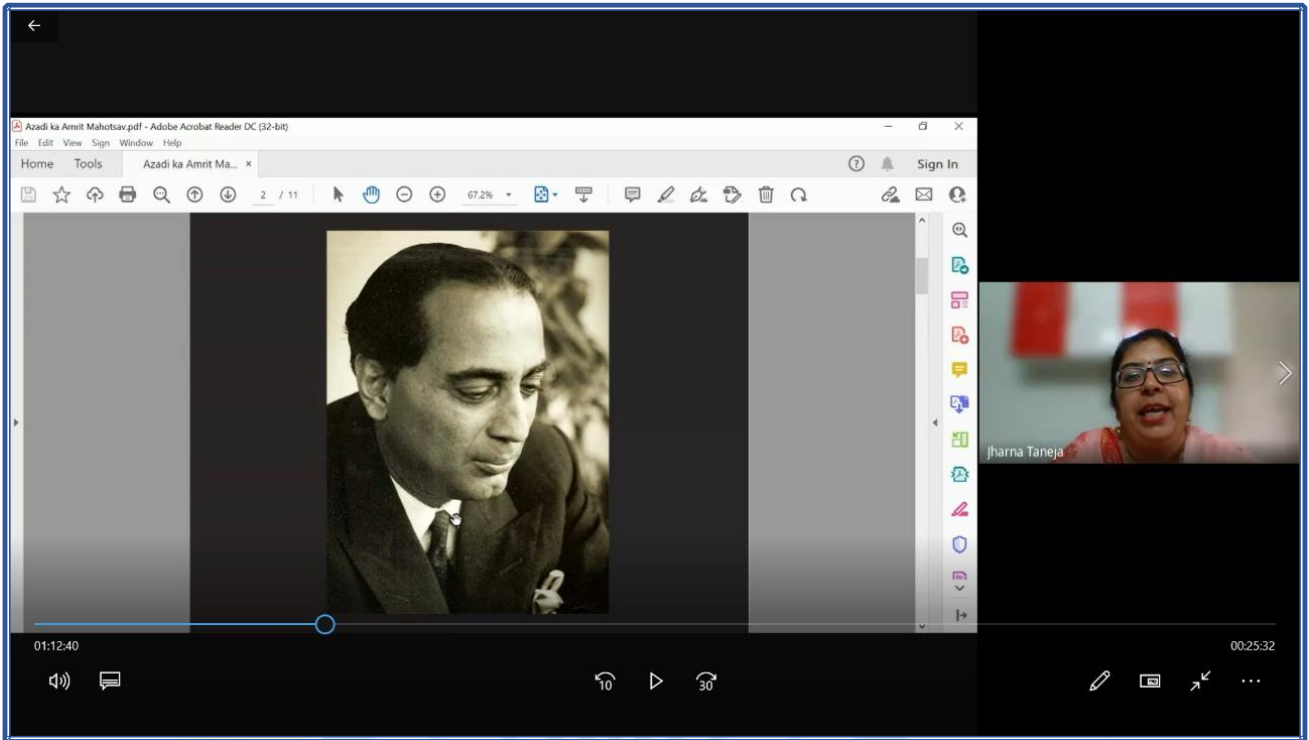 Azadi ka Amrit Mahotsav.pdf - Adobe Acrobat Reader DC (32-bit)
File Edit View Sign Window Help
Home Tools Azadi ka Amrit Ma... × Sign In
2 / 11 67.2%
Jharna Taneja
01:12:40 00:25:32
10 30